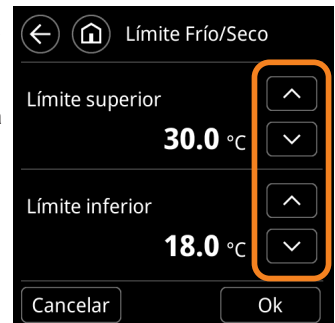 Límite Frío/Seco
Límite superior
30.0 °C
Límite inferior
18.0 °C
Cancelar Ok